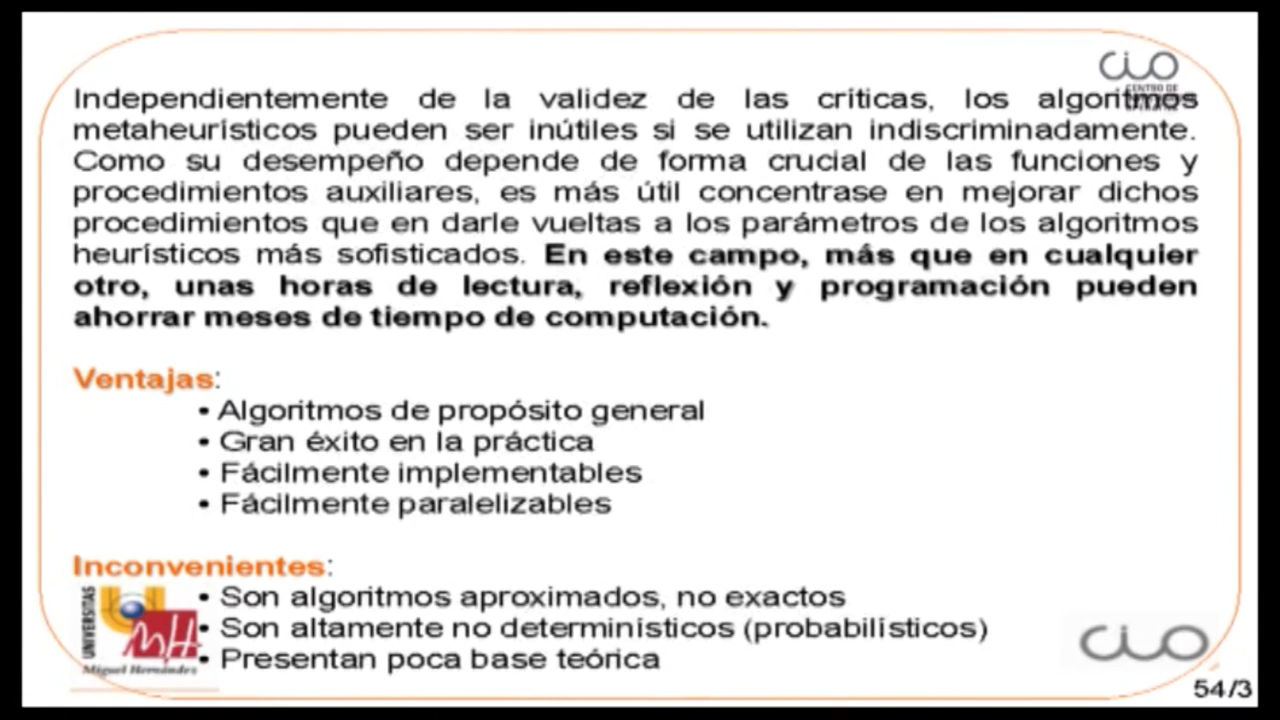 CIO
CENTRO DE
Independientemente de la validez de las críticas, los algoritmos
metaheurísticos pueden ser inútiles si se utilizan indiscriminadamente.
Como su desempeño depende de forma crucial de las funciones y
procedimientos auxiliares, es más útil concentrase en mejorar dichos
procedimientos que en darle vueltas a los parámetros de los algoritmos
heurísticos más sofisticados. En este campo, más que en cualquier
otro, unas horas de lectura, reflexión y programación pueden
ahorrar meses de tiempo de computación.
Ventajas:
• Algoritmos de propósito general
• Gran éxito en la práctica
• Fácilmente implementables
• Fácilmente paralelizables
Inconvenientes:
• Son algoritmos aproximados, no exactos
• Son altamente no determinísticos (probabilísticos)
• Presentan poca base teórica
UNIVERSITAS
Miguel Hernández
CIO
54/3